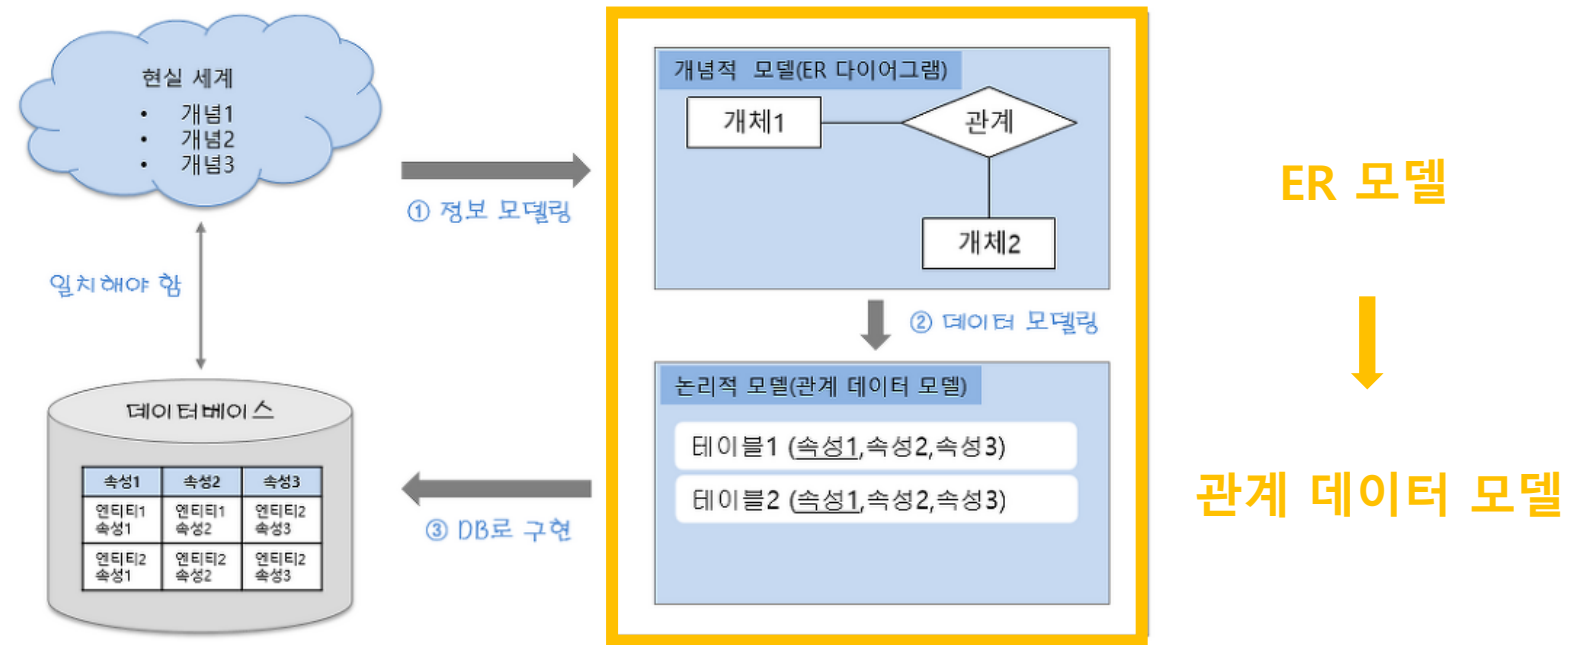 현실 세계
• 개념1
• 개념2
• 개념3
① 정보 모델링
일치해야 함
개념적 모델(ER 다이어그램)
개체1
관계
개체2
② 데이터 모델링
논리적 모델(관계 데이터 모델)
테이블1 (속성1,속성2,속성3)
테이블2 (속성1,속성2,속성3)
③ DB로 구현
데이터베이스
속성1 속성2 속성3
엔티티1 엔티티1 엔티티2
속성1 속성2 속성3
엔티티2 엔티티2 엔티티2
속성1 속성2 속성3
ER 모델
관계 데이터 모델